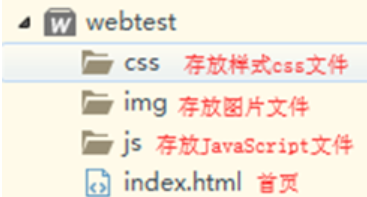 webtest
css 存放样式css文件
img 存放图片文件
js 存放JavaScript文件
index.html 首页